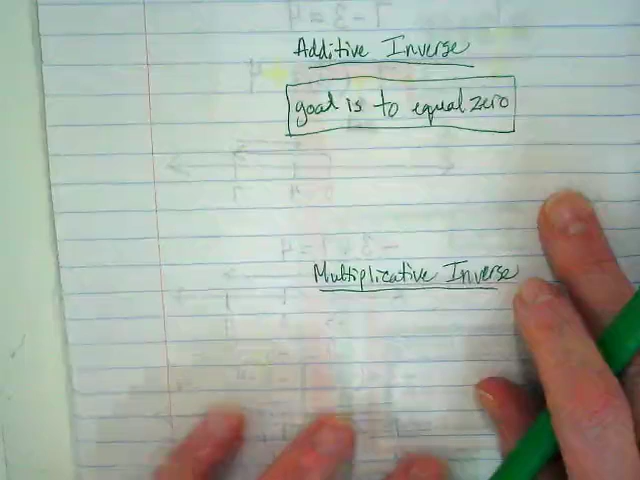 Additive Inverse
goal is to equal zero
Multiplicative Inverse